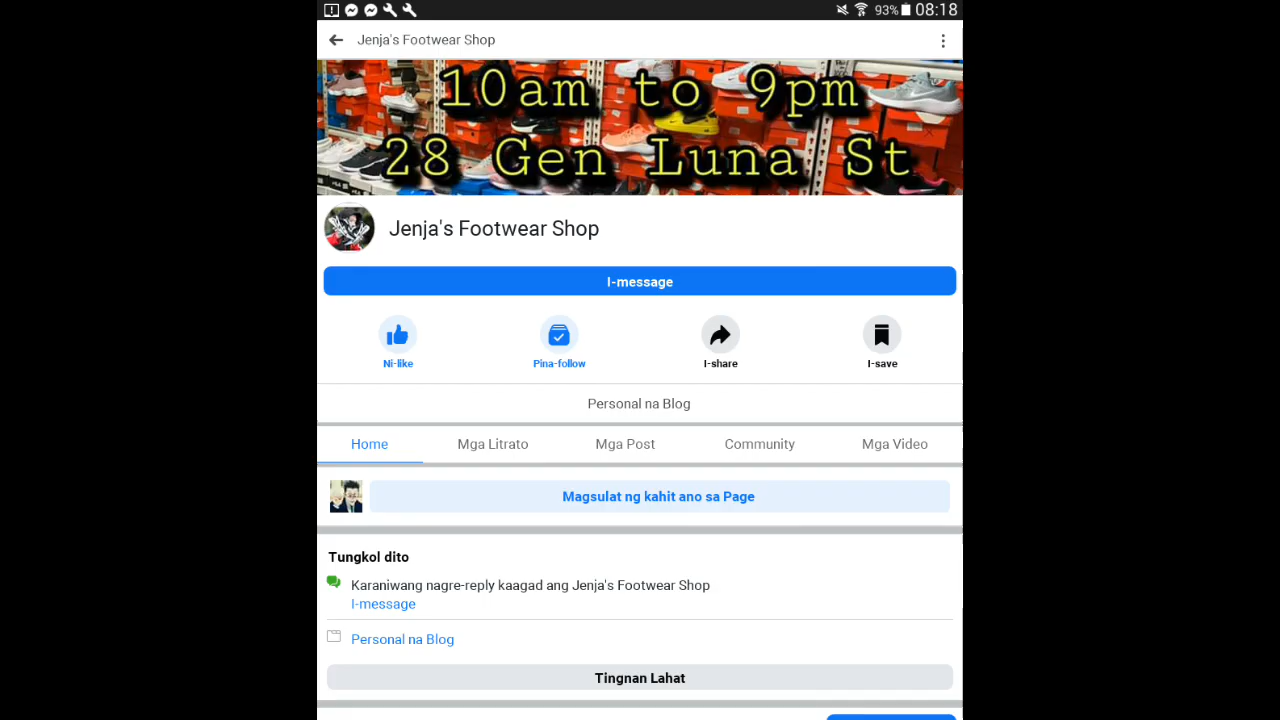 93% 08:18
Jenja's Footwear Shop
10am to 9pm
28 Gen Luna St
Jenja's Footwear Shop
I-message
Ni-like Pina-follow I-share I-save
Personal na Blog
Home Mga Litrato Mga Post Community Mga Video
Magsulat ng kahit ano sa Page
Tungkol dito
Karaniwang nagre-reply kaagad ang Jenja's Footwear Shop
I-message
Personal na Blog
Tingnan Lahat